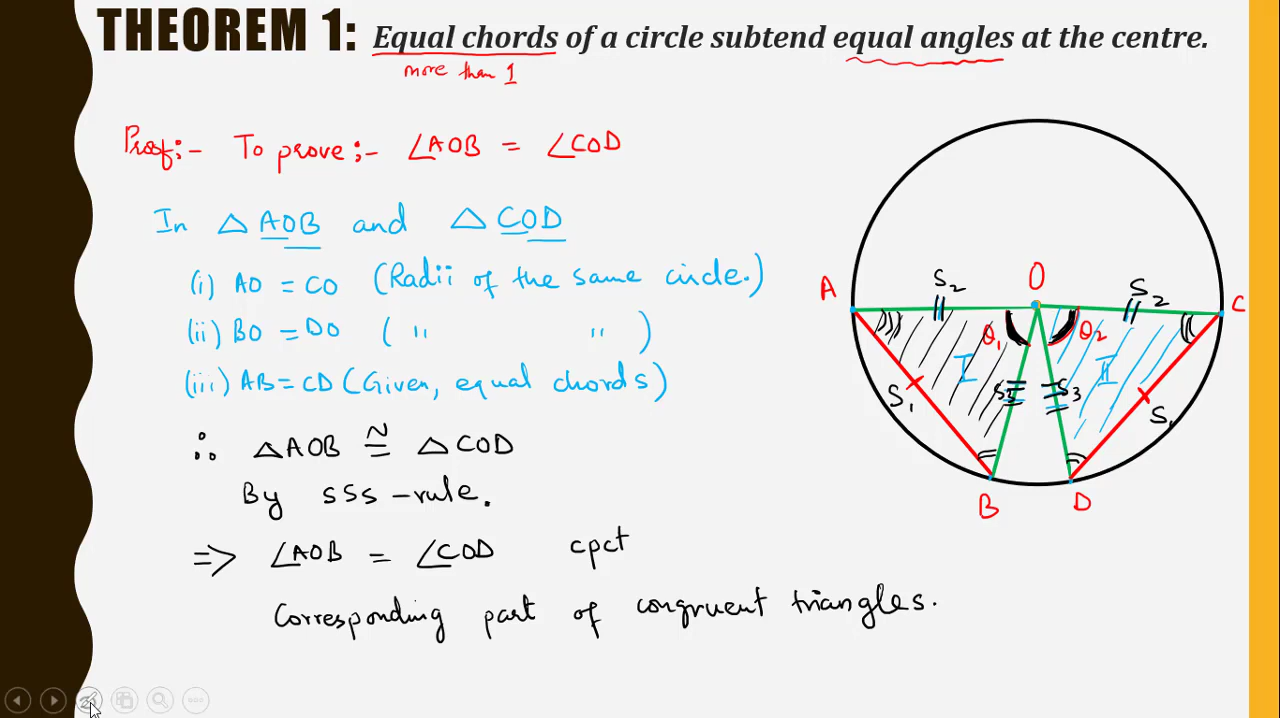 THEOREM 1: Equal chords of a circle subtend equal angles at the centre.
more than 1
Proof:- To prove:- ∠AOB = ∠COD
In △ AOB and △ COD
(i) AO = CO (Radii of the same circle.)
(ii) BO = DO ( " " )
(iii) AB = CD (Given, equal chords)
∴ △AOB ≅ △COD
By sss -rule.
=> ∠AOB = ∠COD cpct
Corresponding part of congruent triangles.
O
S2 S2
A C
θ1 θ2
I II
S1 S3 S3 S1
B D